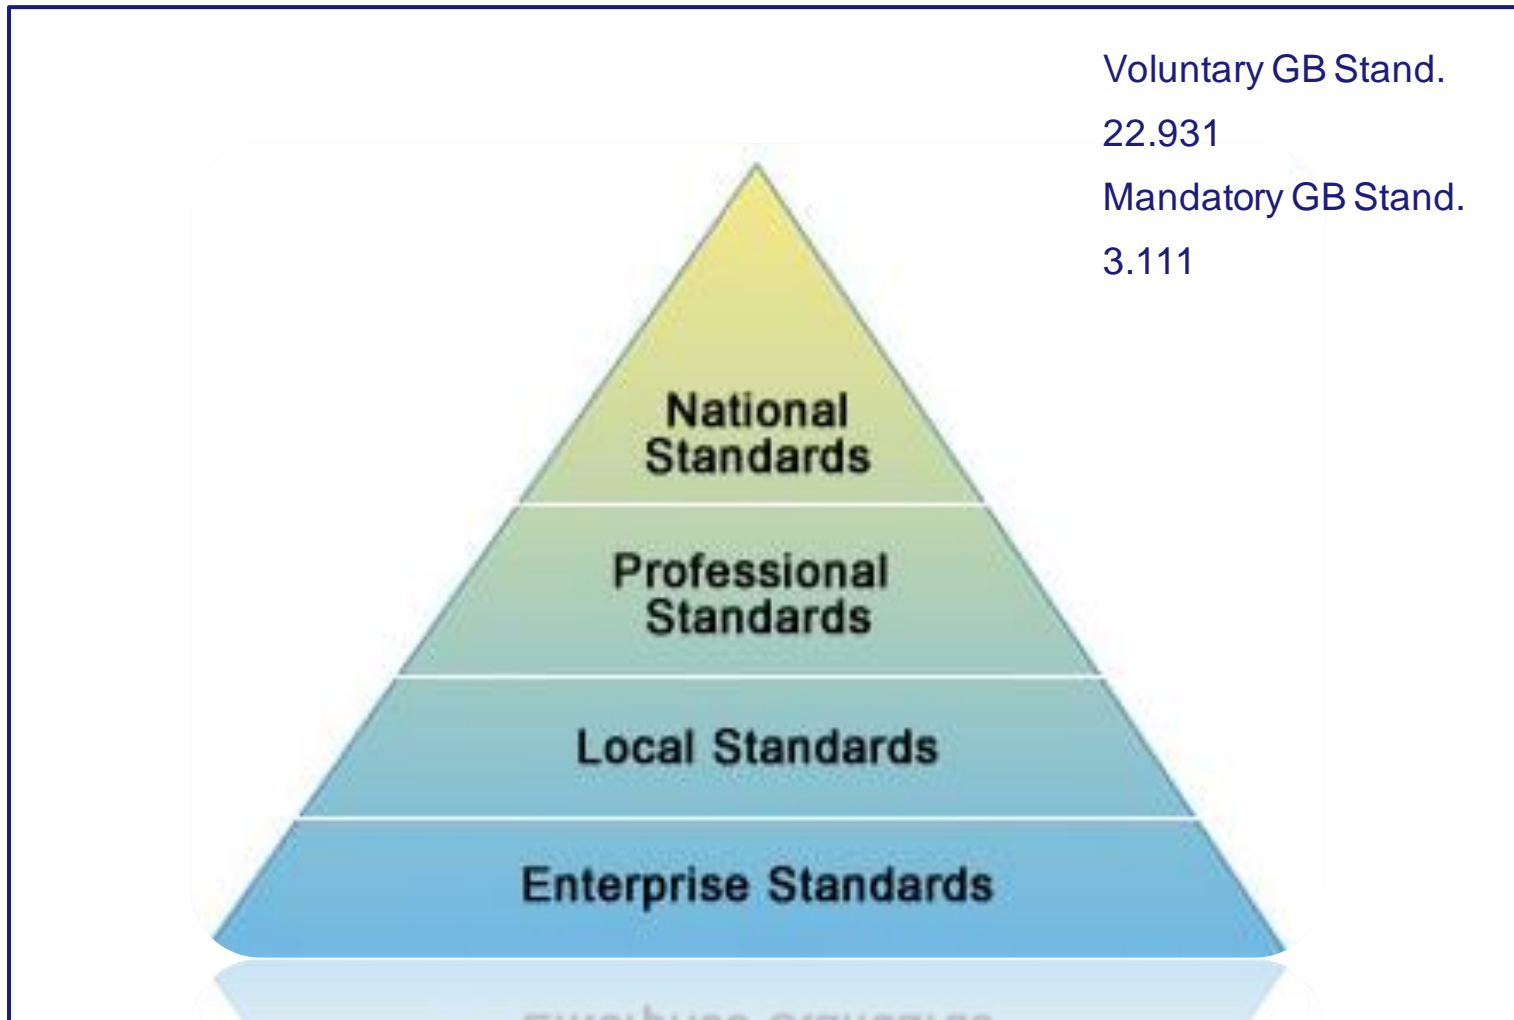 Voluntary GB Stand.
22.931
Mandatory GB Stand.
3.111
National
Standards
Professional
Standards
Local Standards
Enterprise Standards